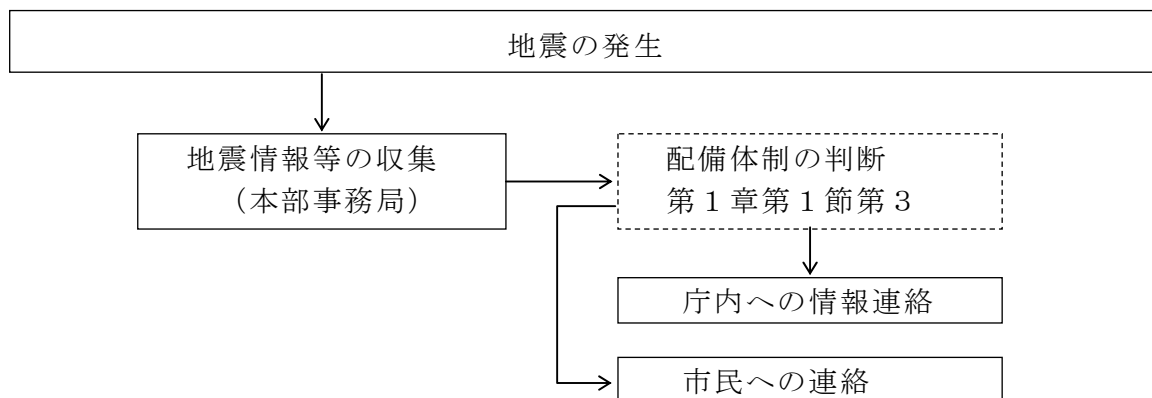 地震の発生
地震情報等の収集
（本部事務局）
配備体制の判断
第１章第１節第３
庁内への情報連絡
市民への連絡